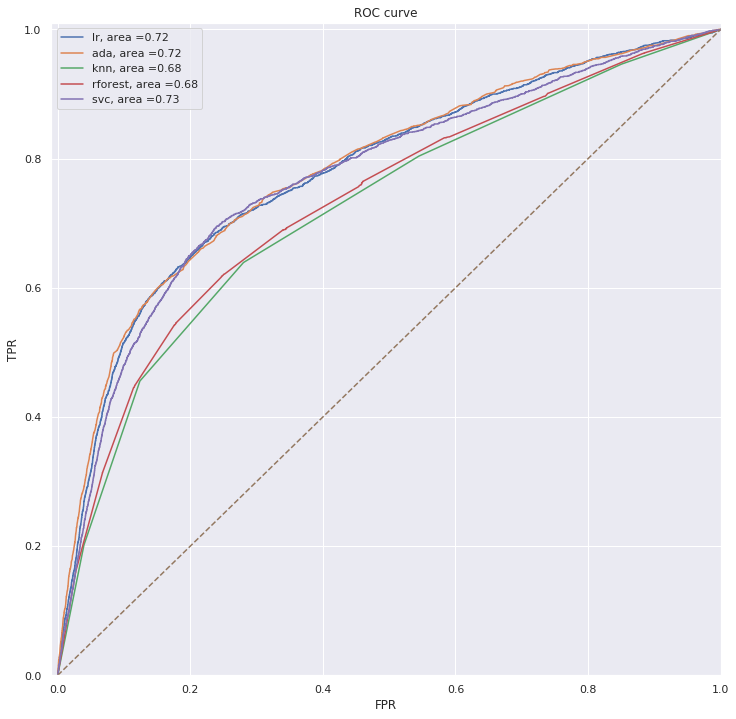 ROC curve
lr, area =0.72
ada, area =0.72
knn, area =0.68
rforest, area =0.68
svc, area =0.73
1.0
0.8
0.6
0.4
0.2
0.0
TPR
0.0 0.2 0.4 0.6 0.8 1.0
FPR